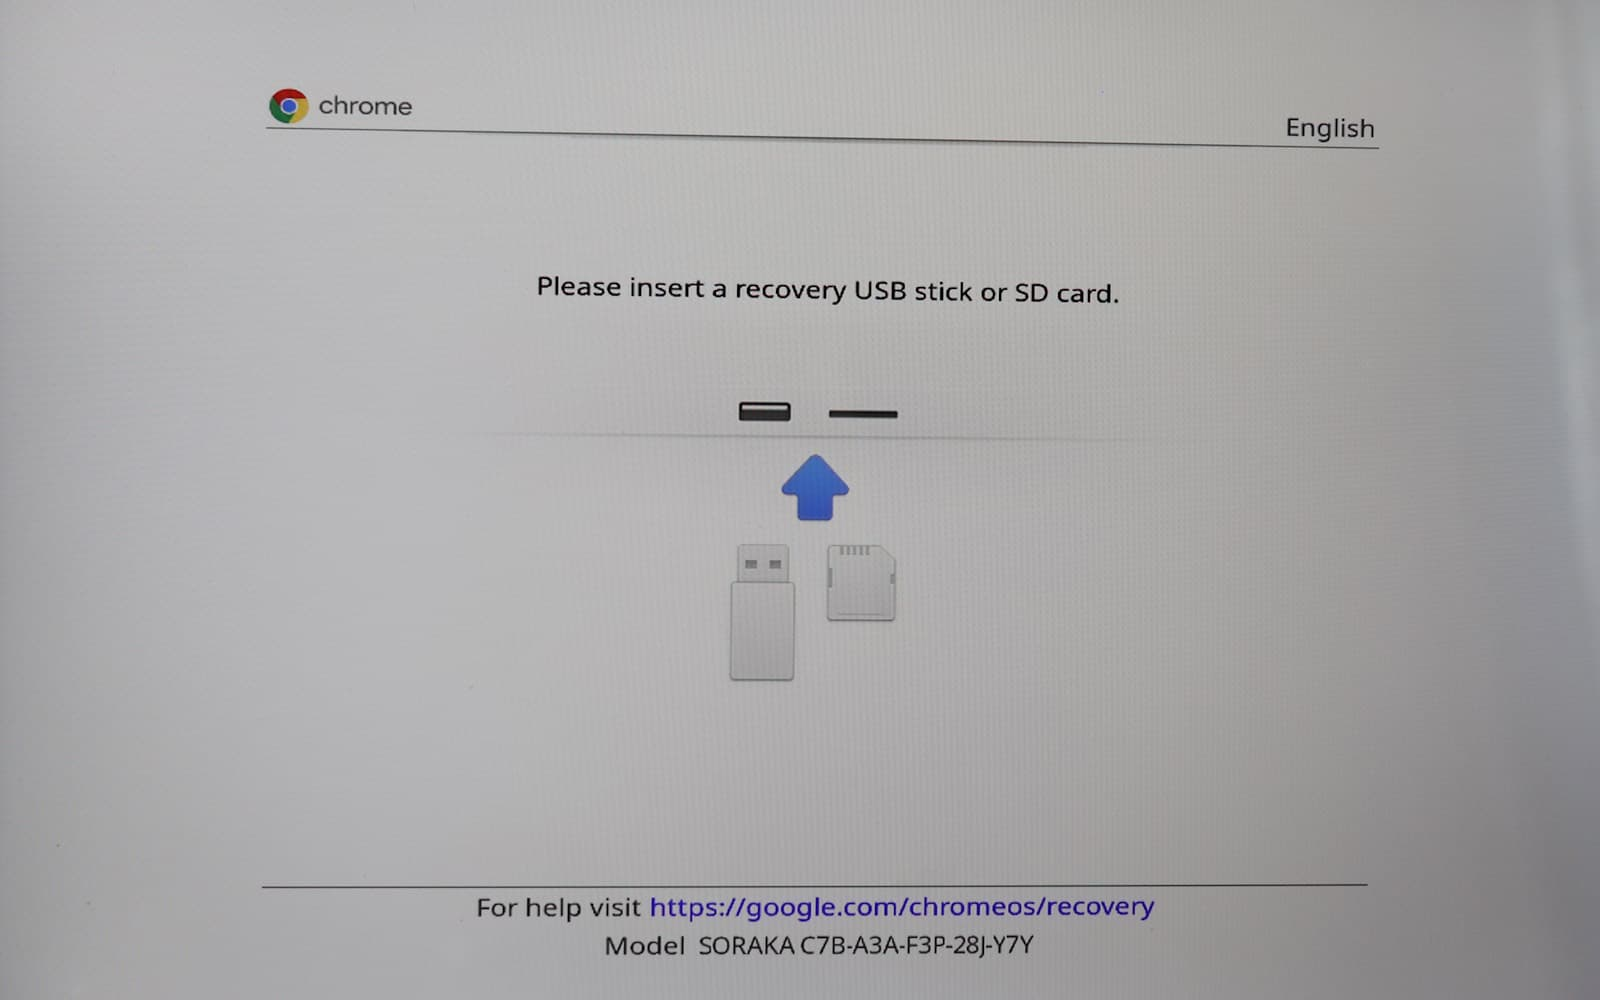 chrome
English
Please insert a recovery USB stick or SD card.
For help visit https://google.com/chromeos/recovery
Model SORAKA C7B-A3A-F3P-28J-Y7Y